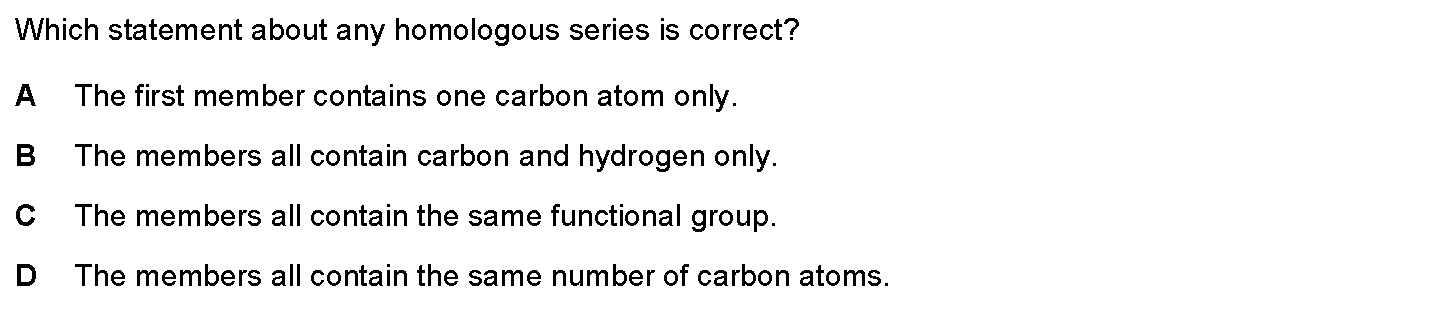 Which statement about any homologous series is correct?
A The first member contains one carbon atom only.
B The members all contain carbon and hydrogen only.
C The members all contain the same functional group.
D The members all contain the same number of carbon atoms.